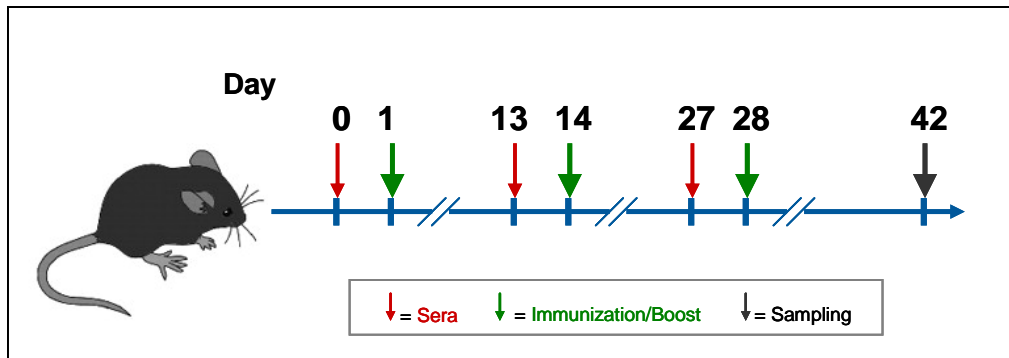 Day
0 1 13 14 27 28 42
= Sera = Immunization/Boost = Sampling